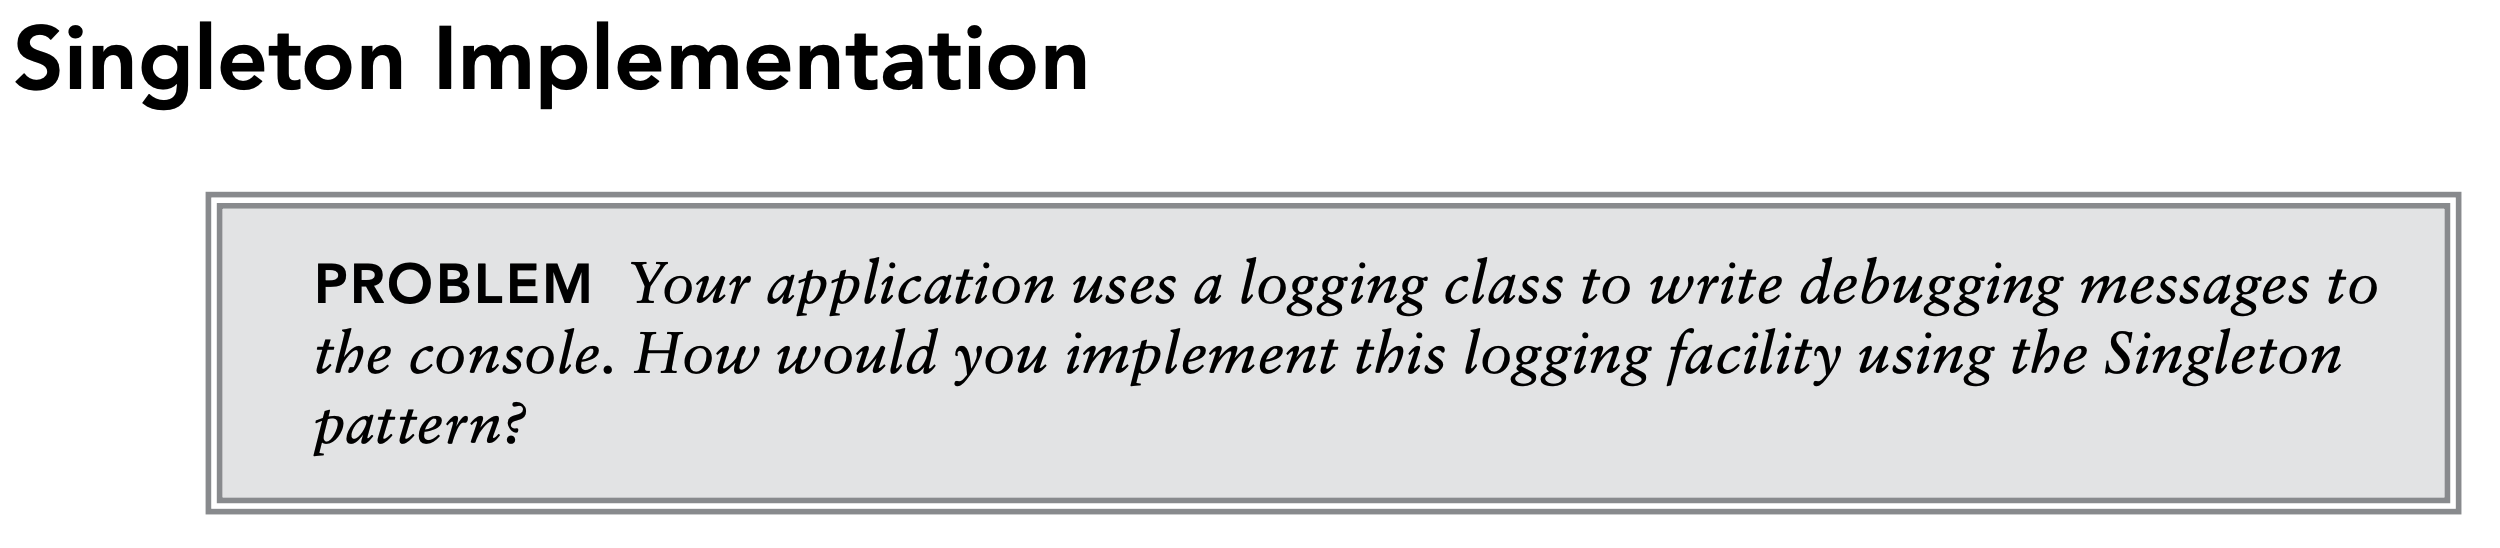 Singleton Implementation
PROBLEM Your application uses a logging class to write debugging messages to
the console. How would you implement this logging facility using the Singleton
pattern?